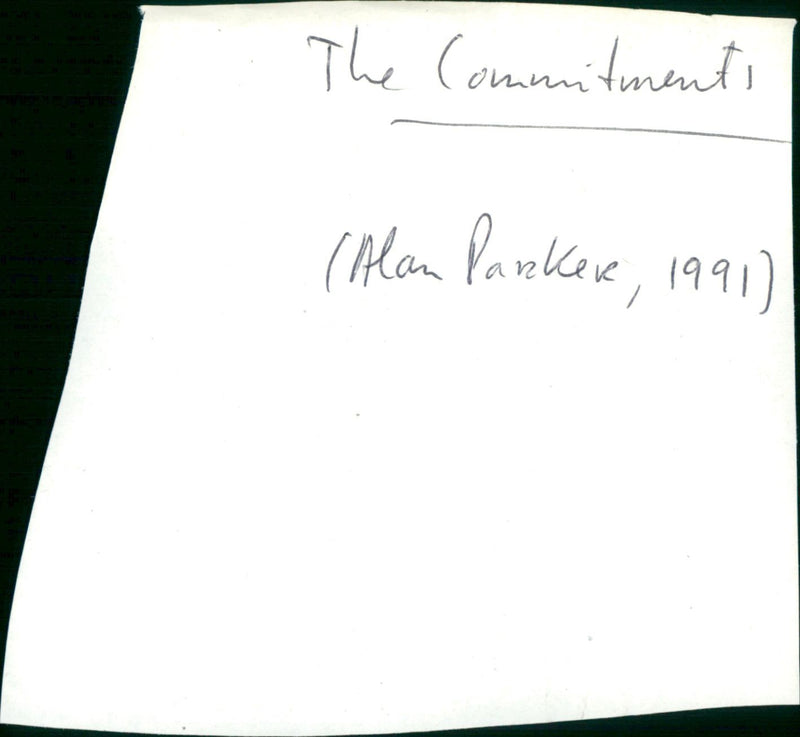 The Commitments
(Alan Parker, 1991)